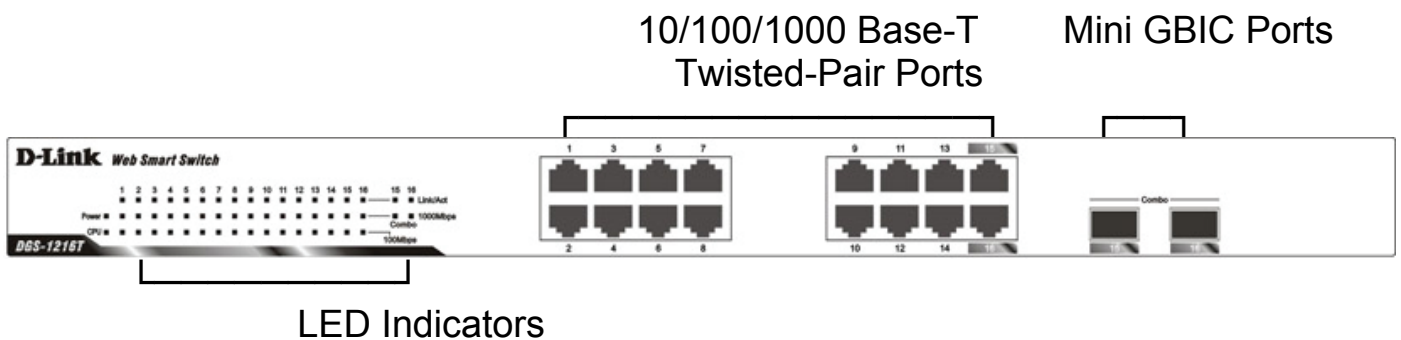 10/100/1000 Base-T
Twisted-Pair Ports
Mini GBIC Ports
D-Link Web Smart Switch
1 2 3 4 5 6 7 8 9 10 11 12 13 14 15 16 15 16
Link/Act
Power 1000Mbps
Combo
CPU 100Mbps
DGS-1216T
1 3 5 7
2 4 6 8
9 11 13 15
10 12 14 16
Combo
15 16
LED Indicators